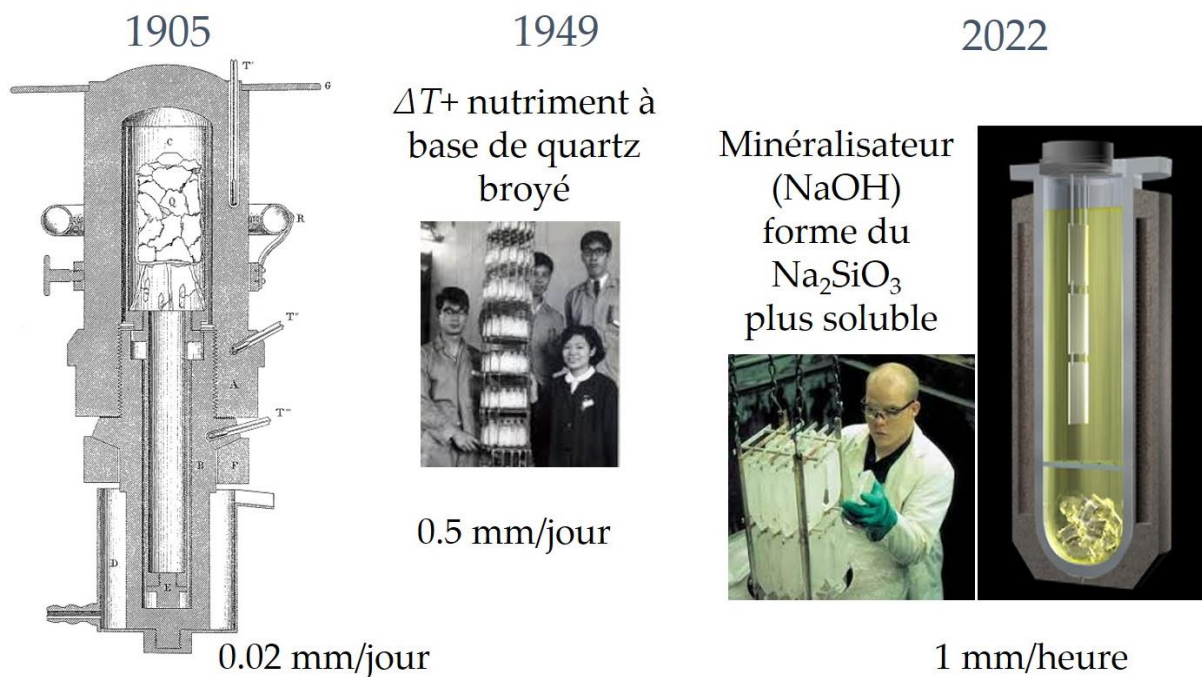 1905
T'
G
C
Q
R
T''
A
T'''
B
F
D
E
0.02 mm/jour
1949
ΔT+ nutriment à
base de quartz
broyé
0.5 mm/jour
2022
Minéralisateur
(NaOH)
forme du
Na₂SiO₃
plus soluble
1 mm/heure